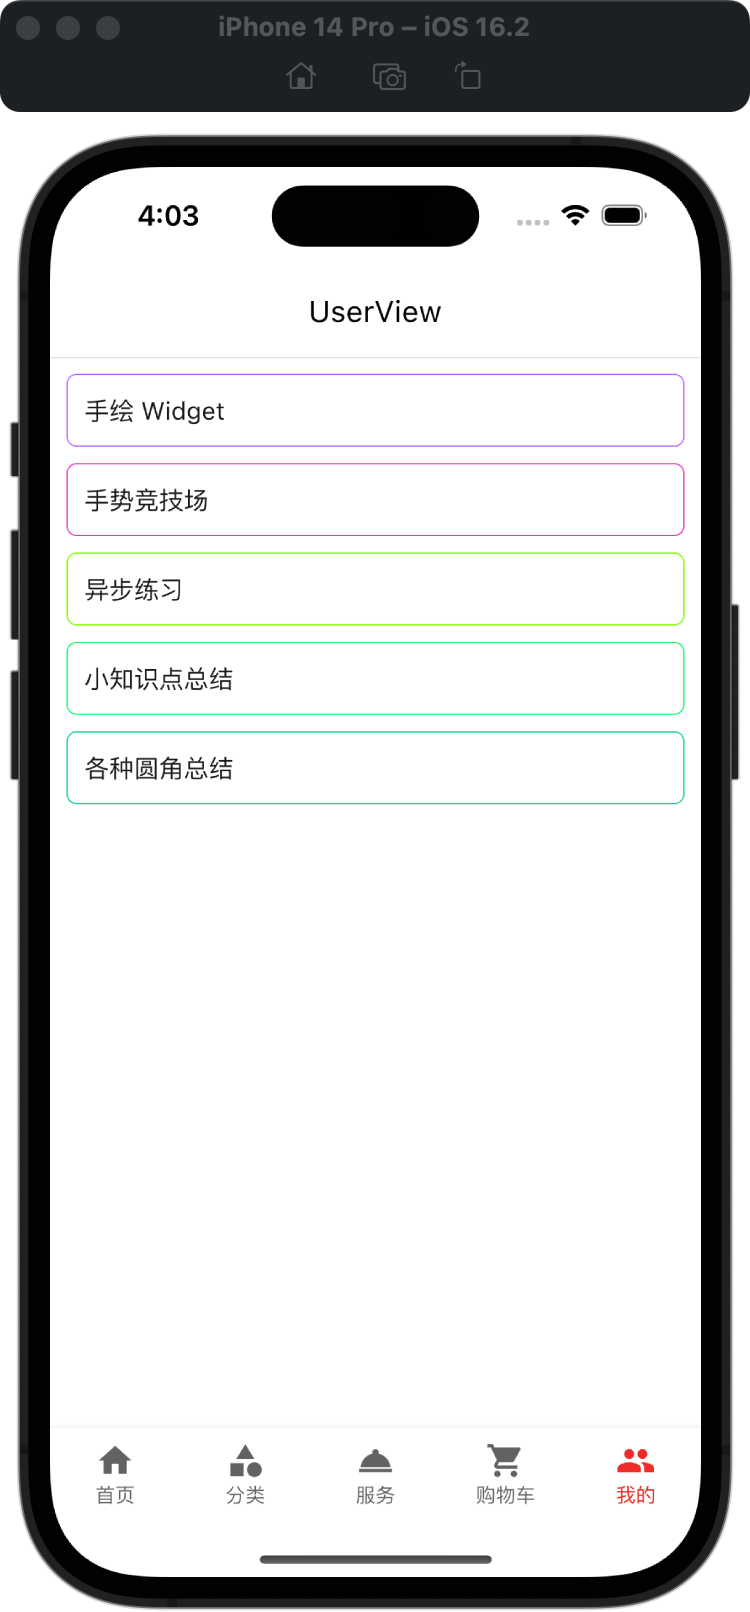 iPhone 14 Pro – iOS 16.2
4:03
UserView
手绘 Widget
手势竞技场
异步练习
小知识点总结
各种圆角总结
首页
分类
服务
购物车
我的